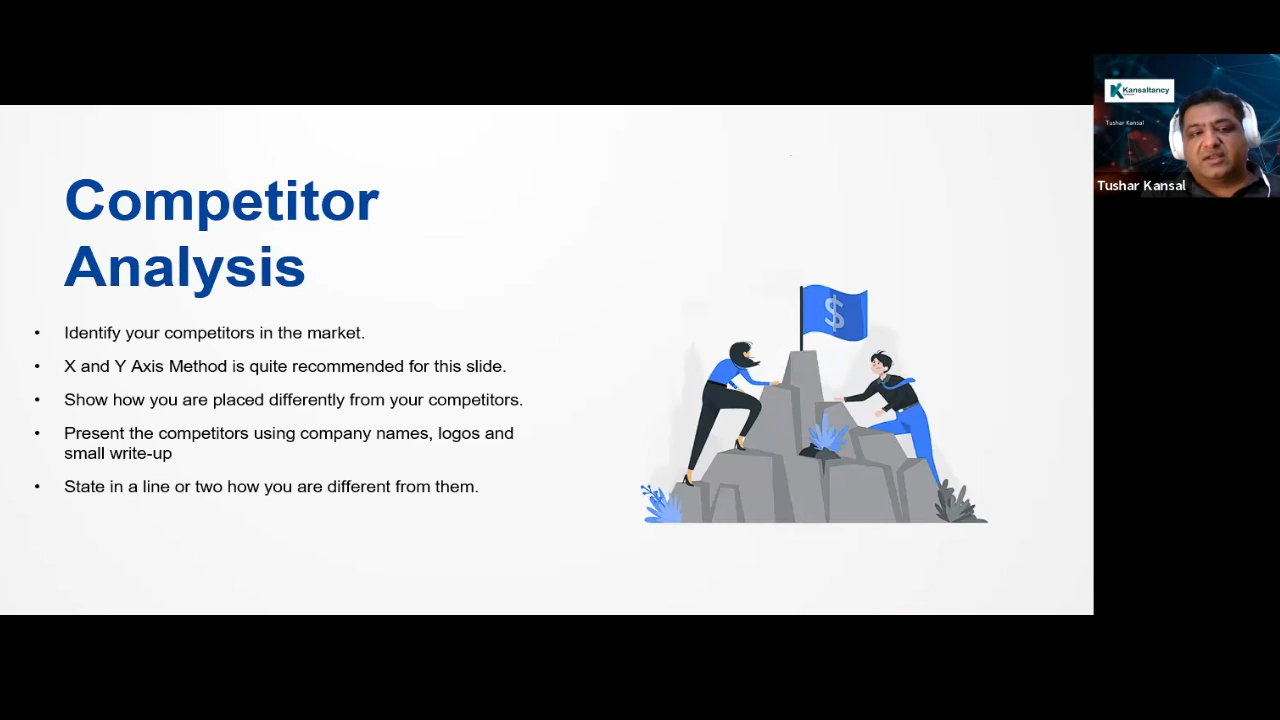 Competitor
Analysis
• Identify your competitors in the market.
• X and Y Axis Method is quite recommended for this slide.
• Show how you are placed differently from your competitors.
• Present the competitors using company names, logos and
small write-up
• State in a line or two how you are different from them.
$
Kansaltancy
Tushar Kansal
Tushar Kansal